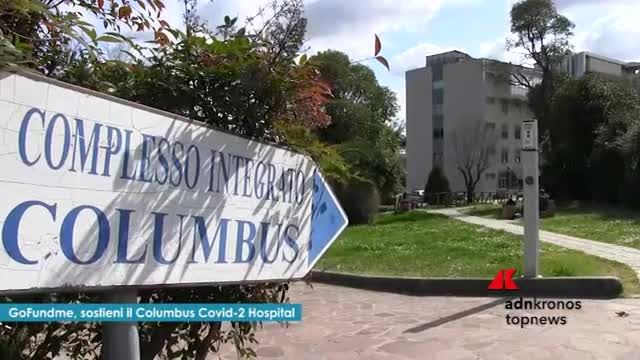 COMPLESSO INTEGRATO
COLUMBUS
GoFundme, sostieni il Columbus Covid-2 Hospital
adnkronos
topnews